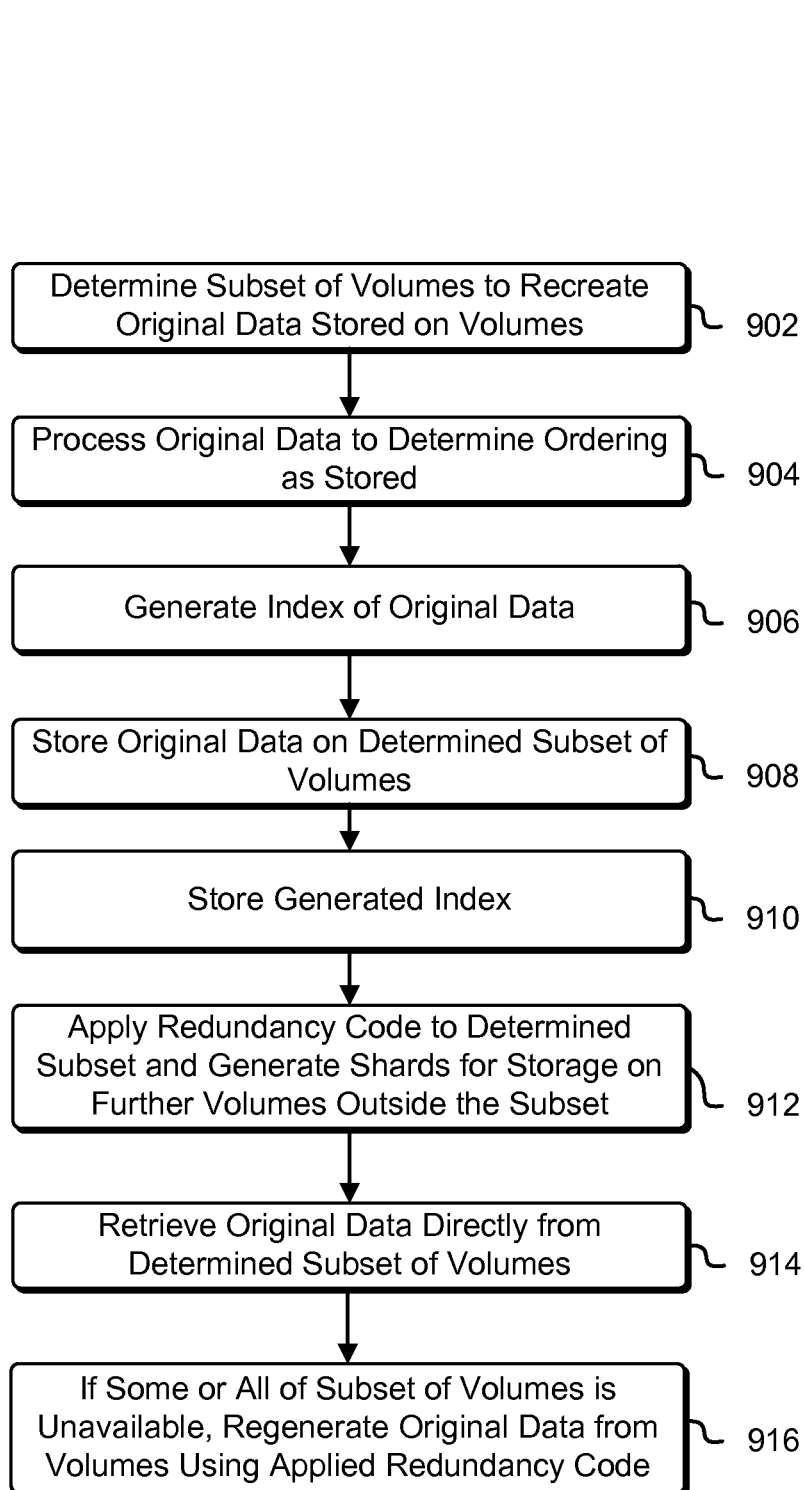 Determine Subset of Volumes to Recreate
Original Data Stored on Volumes
902
Process Original Data to Determine Ordering
as Stored
904
Generate Index of Original Data
906
Store Original Data on Determined Subset of
Volumes
908
Store Generated Index
910
Apply Redundancy Code to Determined
Subset and Generate Shards for Storage on
Further Volumes Outside the Subset
912
Retrieve Original Data Directly from
Determined Subset of Volumes
914
If Some or All of Subset of Volumes is
Unavailable, Regenerate Original Data from
Volumes Using Applied Redundancy Code
916